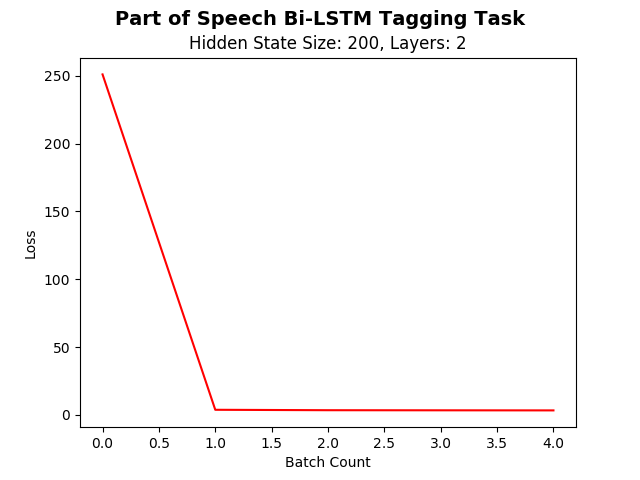 Part of Speech Bi-LSTM Tagging Task
Hidden State Size: 200, Layers: 2
250
200
150
100
50
0
Loss
0.0 0.5 1.0 1.5 2.0 2.5 3.0 3.5 4.0
Batch Count